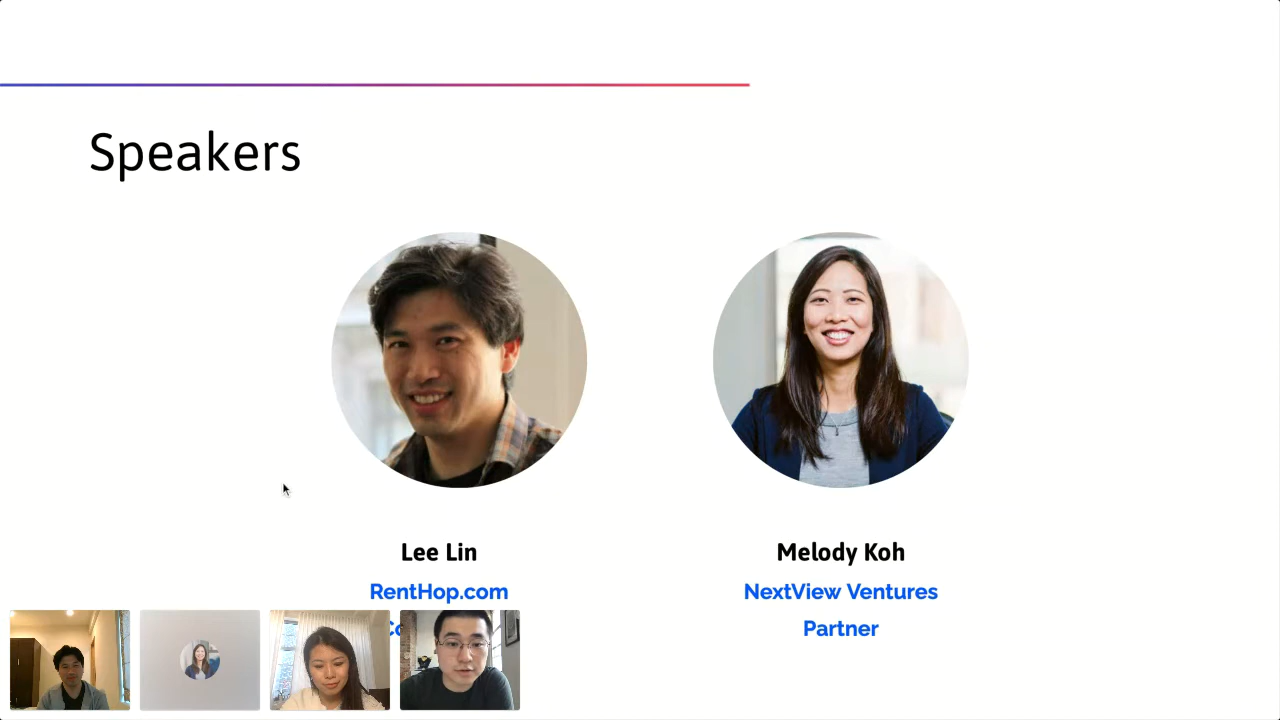 Speakers
Lee Lin
Melody Koh
RentHop.com
NextView Ventures
Partner